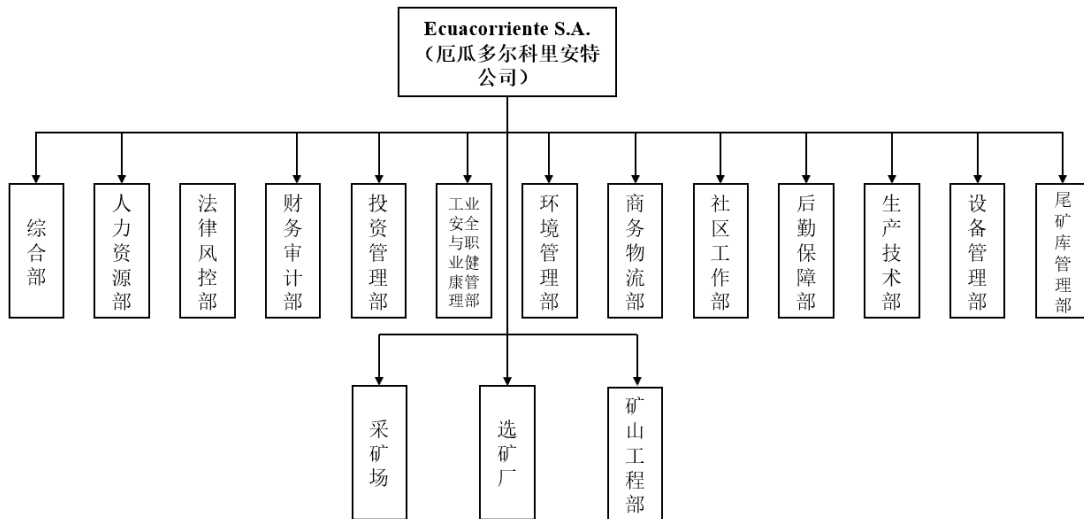 Ecuacorriente S.A.
（厄瓜多尔科里安特
公司）
综合部
人力资源部
法律风控部
财务审计部
投资管理部
工业
安全
与职
业健
康管
理部
环境管理部
商务物流部
社区工作部
后勤保障部
生产技术部
设备管理部
尾矿库管理部
采矿场
选矿厂
矿山工程部